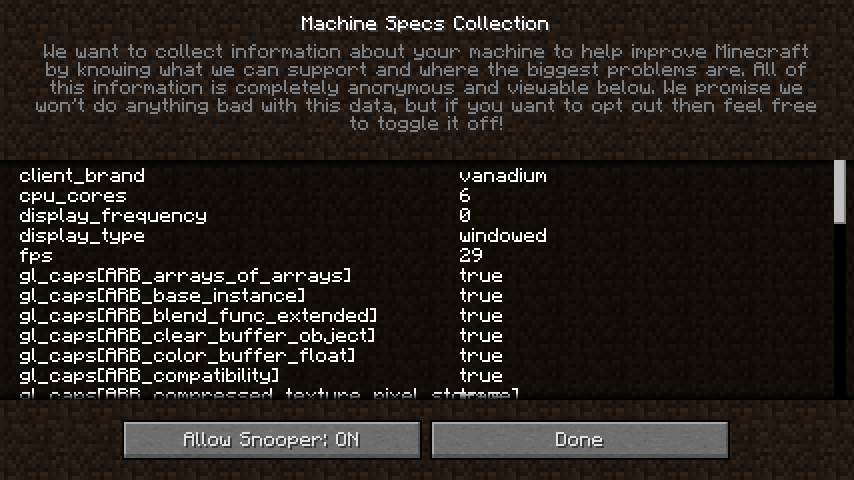 Machine Specs Collection
We want to collect information about your machine to help improve Minecraft
by knowing what we can support and where the biggest problems are. All of
this information is completely anonymous and viewable below. We promise we
won't do anything bad with this data, but if you want to opt out then feel free
to toggle it off!
client_brand vanadium
cpu_cores 6
display_frequency 0
display_type windowed
fps 29
gl_caps[ARB_arrays_of_arrays] true
gl_caps[ARB_base_instance] true
gl_caps[ARB_blend_func_extended] true
gl_caps[ARB_clear_buffer_object] true
gl_caps[ARB_color_buffer_float] true
gl_caps[ARB_compatibility] true
Allow Snooper: ON
Done